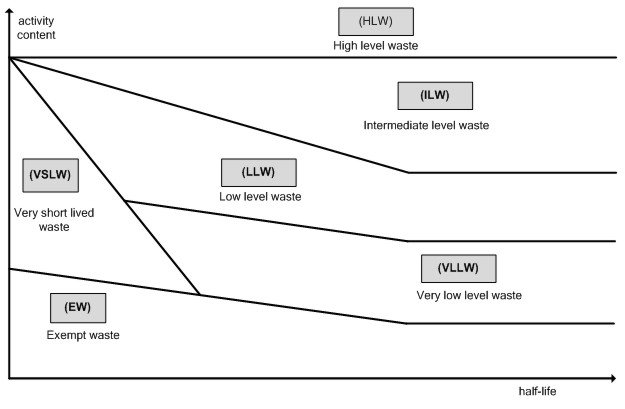 activity
content
(HLW)
High level waste
(ILW)
Intermediate level waste
(VSLW)
Very short lived
waste
(LLW)
Low level waste
(VLLW)
Very low level waste
(EW)
Exempt waste
half-life